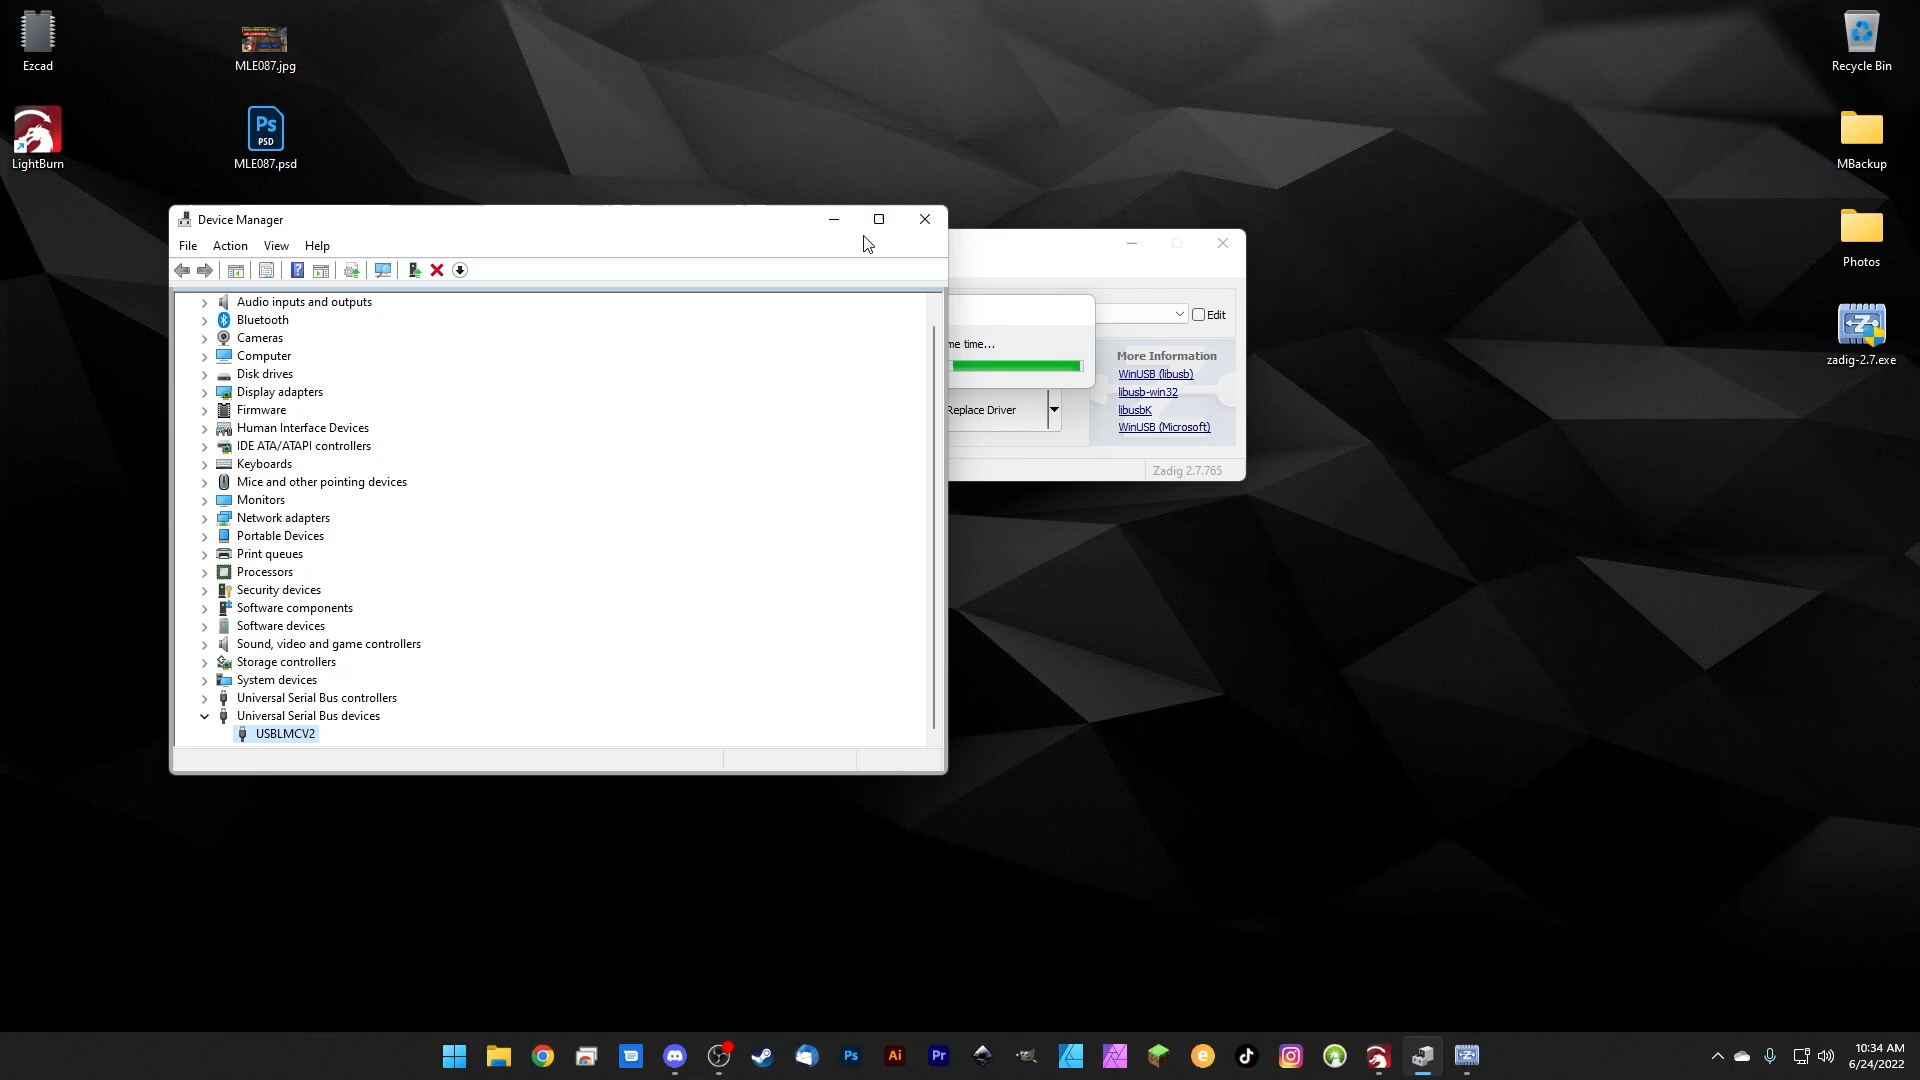 Ezcad
MLE087.jpg
Recycle Bin
LightBurn
Ps
PSD
MLE087.psd
MBackup
Photos
zadig-2.7.exe
Device Manager
File Action View Help
Audio inputs and outputs
Bluetooth
Cameras
Computer
Disk drives
Display adapters
Firmware
Human Interface Devices
IDE ATA/ATAPI controllers
Keyboards
Mice and other pointing devices
Monitors
Network adapters
Portable Devices
Print queues
Processors
Security devices
Software components
Software devices
Sound, video and game controllers
Storage controllers
System devices
Universal Serial Bus controllers
Universal Serial Bus devices
USBLMCV2
Edit
me time...
More Information
WinUSB (libusb)
libusb-win32
libusbK
WinUSB (Microsoft)
Replace Driver
Zadig 2.7.765
Ps Ai Pr
10:34 AM
6/24/2022